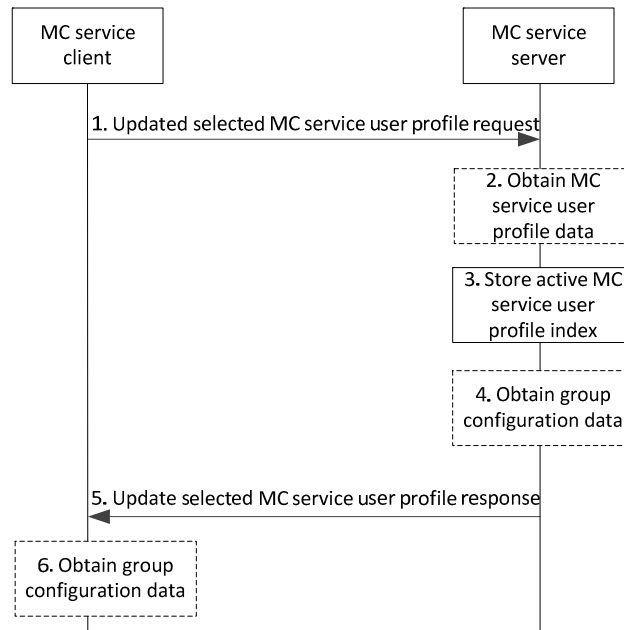 MC service
client
MC service
server
1. Updated selected MC service user profile request
2. Obtain MC
service user
profile data
3. Store active MC
service user
profile index
4. Obtain group
configuration data
5. Update selected MC service user profile response
6. Obtain group
configuration data